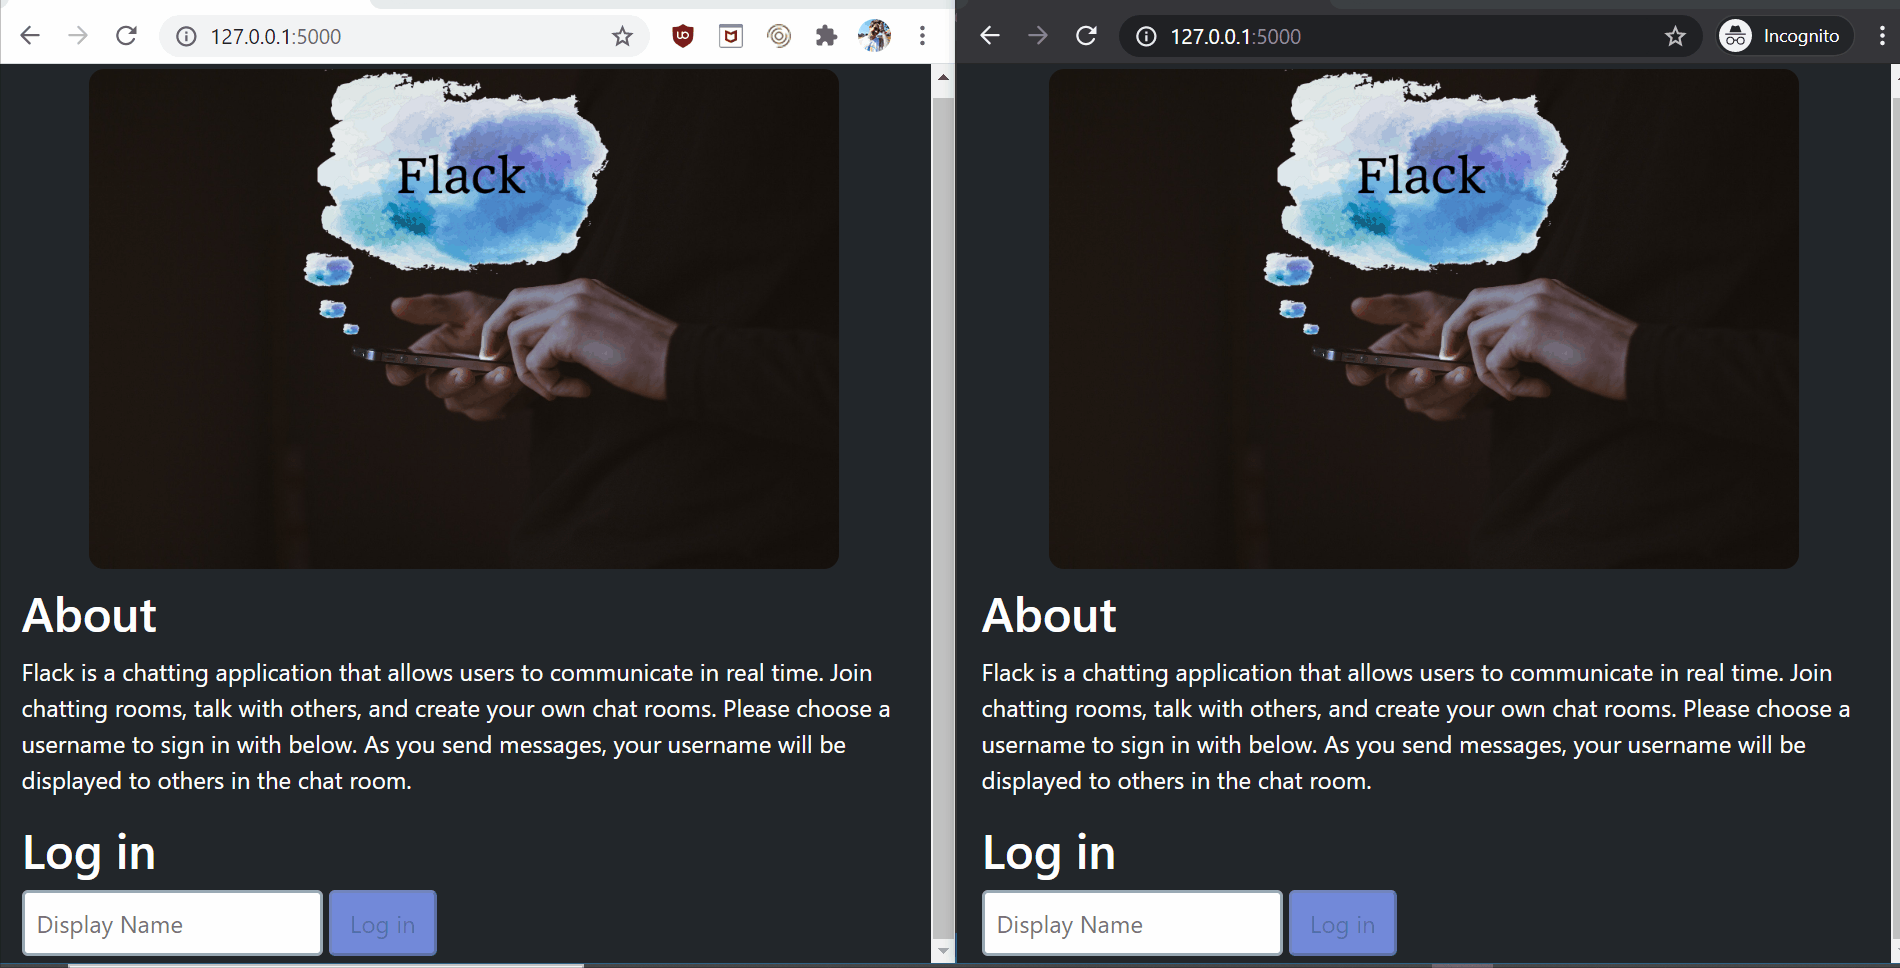 127.0.0.1:5000
Flack
About
Flack is a chatting application that allows users to communicate in real time. Join
chatting rooms, talk with others, and create your own chat rooms. Please choose a
username to sign in with below. As you send messages, your username will be
displayed to others in the chat room.
Log in
Display Name
Log in
127.0.0.1:5000
Incognito
Flack
About
Flack is a chatting application that allows users to communicate in real time. Join
chatting rooms, talk with others, and create your own chat rooms. Please choose a
username to sign in with below. As you send messages, your username will be
displayed to others in the chat room.
Log in
Display Name
Log in